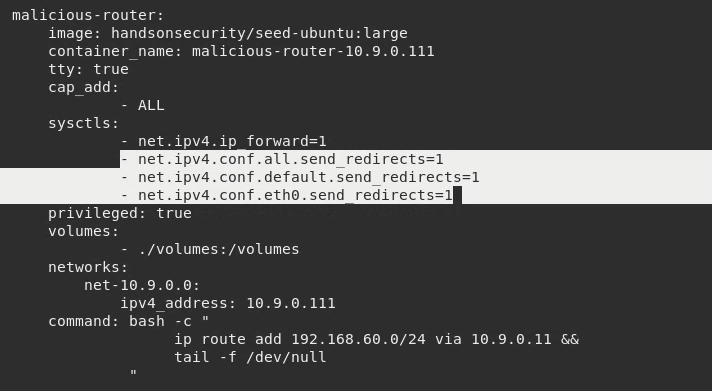 malicious-router:
image: handsonsecurity/seed-ubuntu:large
container_name: malicious-router-10.9.0.111
tty: true
cap_add:
- ALL
sysctls:
- net.ipv4.ip_forward=1
- net.ipv4.conf.all.send_redirects=1
- net.ipv4.conf.default.send_redirects=1
- net.ipv4.conf.eth0.send_redirects=1
privileged: true
volumes:
- ./volumes:/volumes
networks:
net-10.9.0.0:
ipv4_address: 10.9.0.111
command: bash -c "
ip route add 192.168.60.0/24 via 10.9.0.11 &&
tail -f /dev/null
"